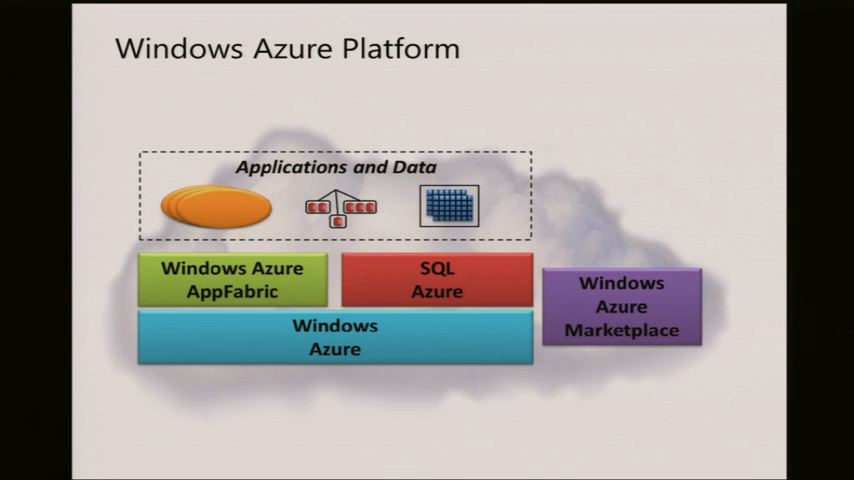 Windows Azure Platform
Applications and Data
Windows Azure
AppFabric
SQL
Azure
Windows
Azure
Marketplace
Windows
Azure